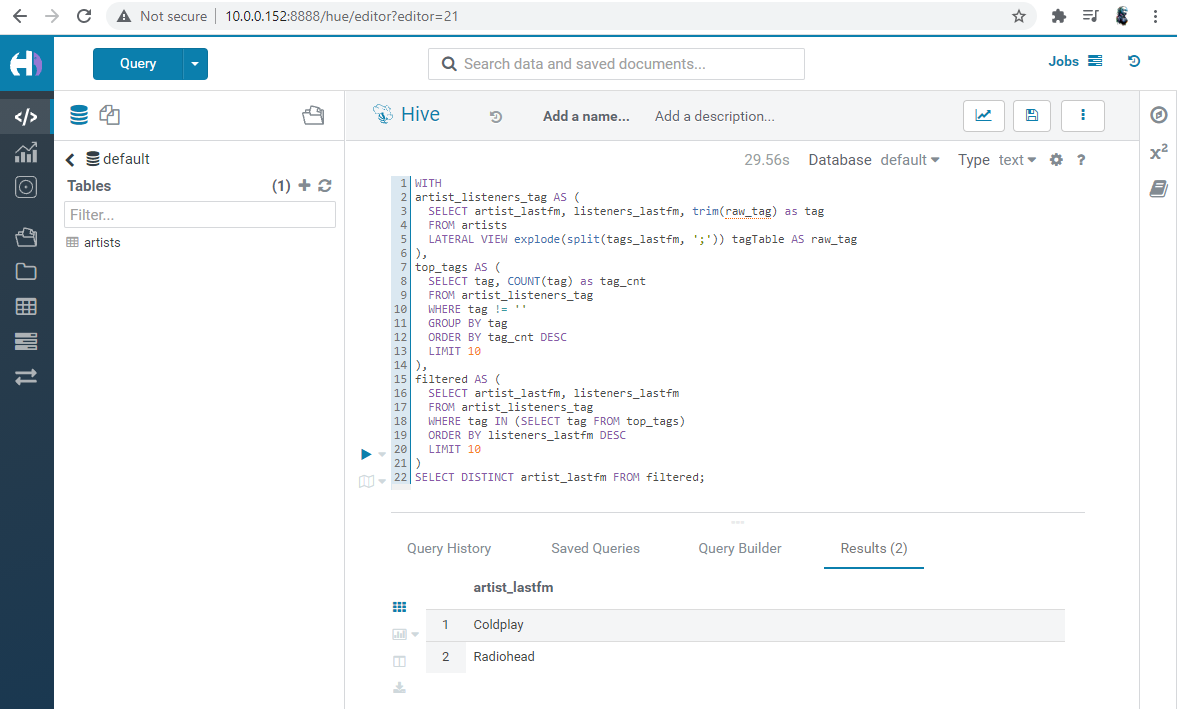 Not secure | 10.0.0.152:8888/hue/editor?editor=21
Query
Search data and saved documents...
Jobs
Hive
Add a name...
Add a description...
default
Tables
(1)
Filter...
artists
29.56s
Database default
Type text
?
x²
1 WITH
2 artist_listeners_tag AS (
3   SELECT artist_lastfm, listeners_lastfm, trim(raw_tag) as tag
4   FROM artists
5   LATERAL VIEW explode(split(tags_lastfm, ';')) tagTable AS raw_tag
6 ),
7 top_tags AS (
8   SELECT tag, COUNT(tag) as tag_cnt
9   FROM artist_listeners_tag
10   WHERE tag != ''
11   GROUP BY tag
12   ORDER BY tag_cnt DESC
13   LIMIT 10
14 ),
15 filtered AS (
16   SELECT artist_lastfm, listeners_lastfm
17   FROM artist_listeners_tag
18   WHERE tag IN (SELECT tag FROM top_tags)
19   ORDER BY listeners_lastfm DESC
20   LIMIT 10
21 )
22 SELECT DISTINCT artist_lastfm FROM filtered;
Query History
Saved Queries
Query Builder
Results (2)
artist_lastfm
1 Coldplay
2 Radiohead